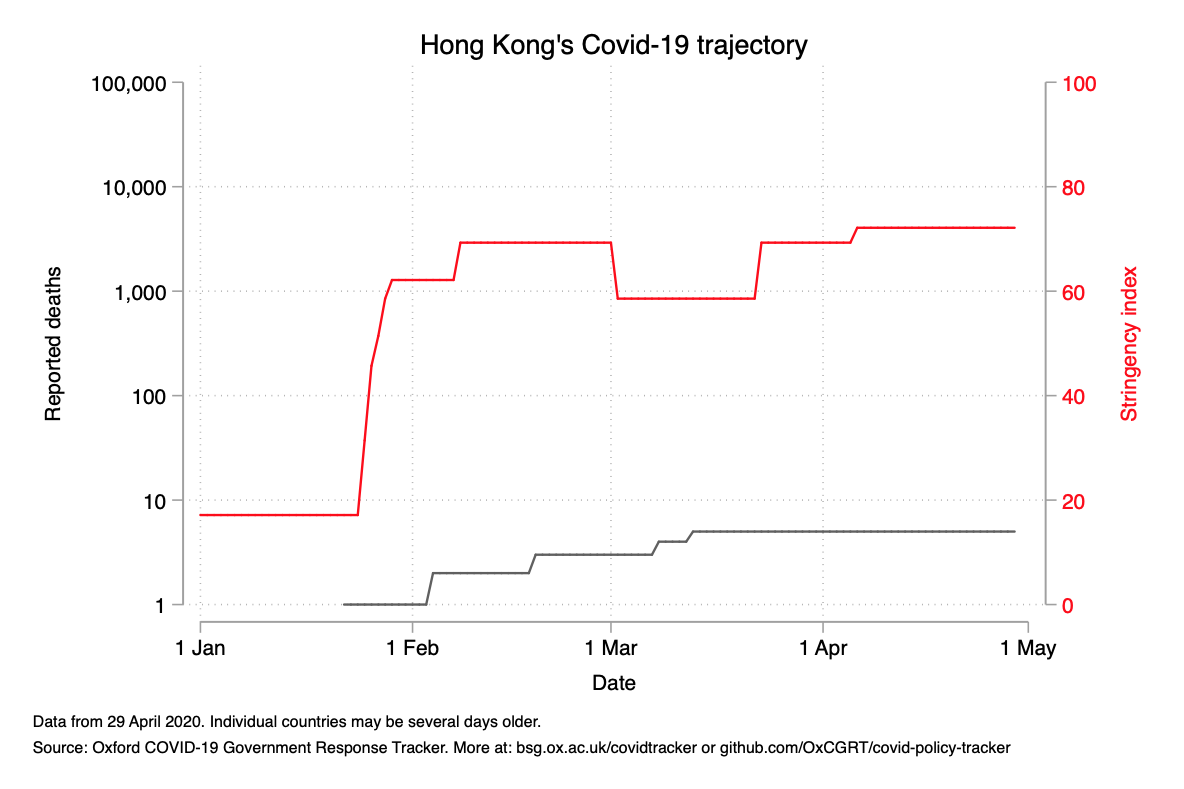 Hong Kong's Covid-19 trajectory
100,000
10,000
1,000
100
10
1
Reported deaths
100
80
60
40
20
0
Stringency index
1 Jan
1 Feb
1 Mar
1 Apr
1 May
Date
Data from 29 April 2020. Individual countries may be several days older.
Source: Oxford COVID-19 Government Response Tracker. More at: bsg.ox.ac.uk/covidtracker or github.com/OxCGRT/covid-policy-tracker